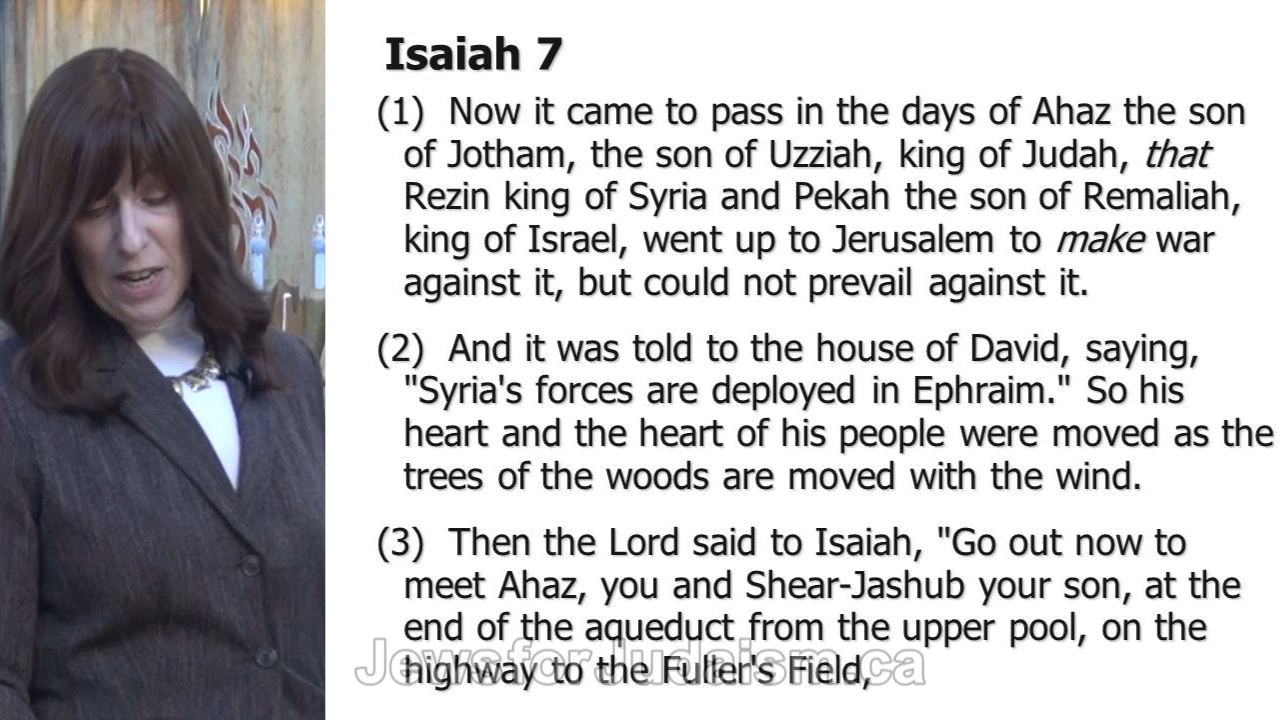 Isaiah 7
(1) Now it came to pass in the days of Ahaz the son
of Jotham, the son of Uzziah, king of Judah, that
Rezin king of Syria and Pekah the son of Remaliah,
king of Israel, went up to Jerusalem to make war
against it, but could not prevail against it.
(2) And it was told to the house of David, saying,
"Syria's forces are deployed in Ephraim." So his
heart and the heart of his people were moved as the
trees of the woods are moved with the wind.
(3) Then the Lord said to Isaiah, "Go out now to
meet Ahaz, you and Shear-Jashub your son, at the
end of the aqueduct from the upper pool, on the
highway to the Fuller's Field,
JewsforJudaism.ca